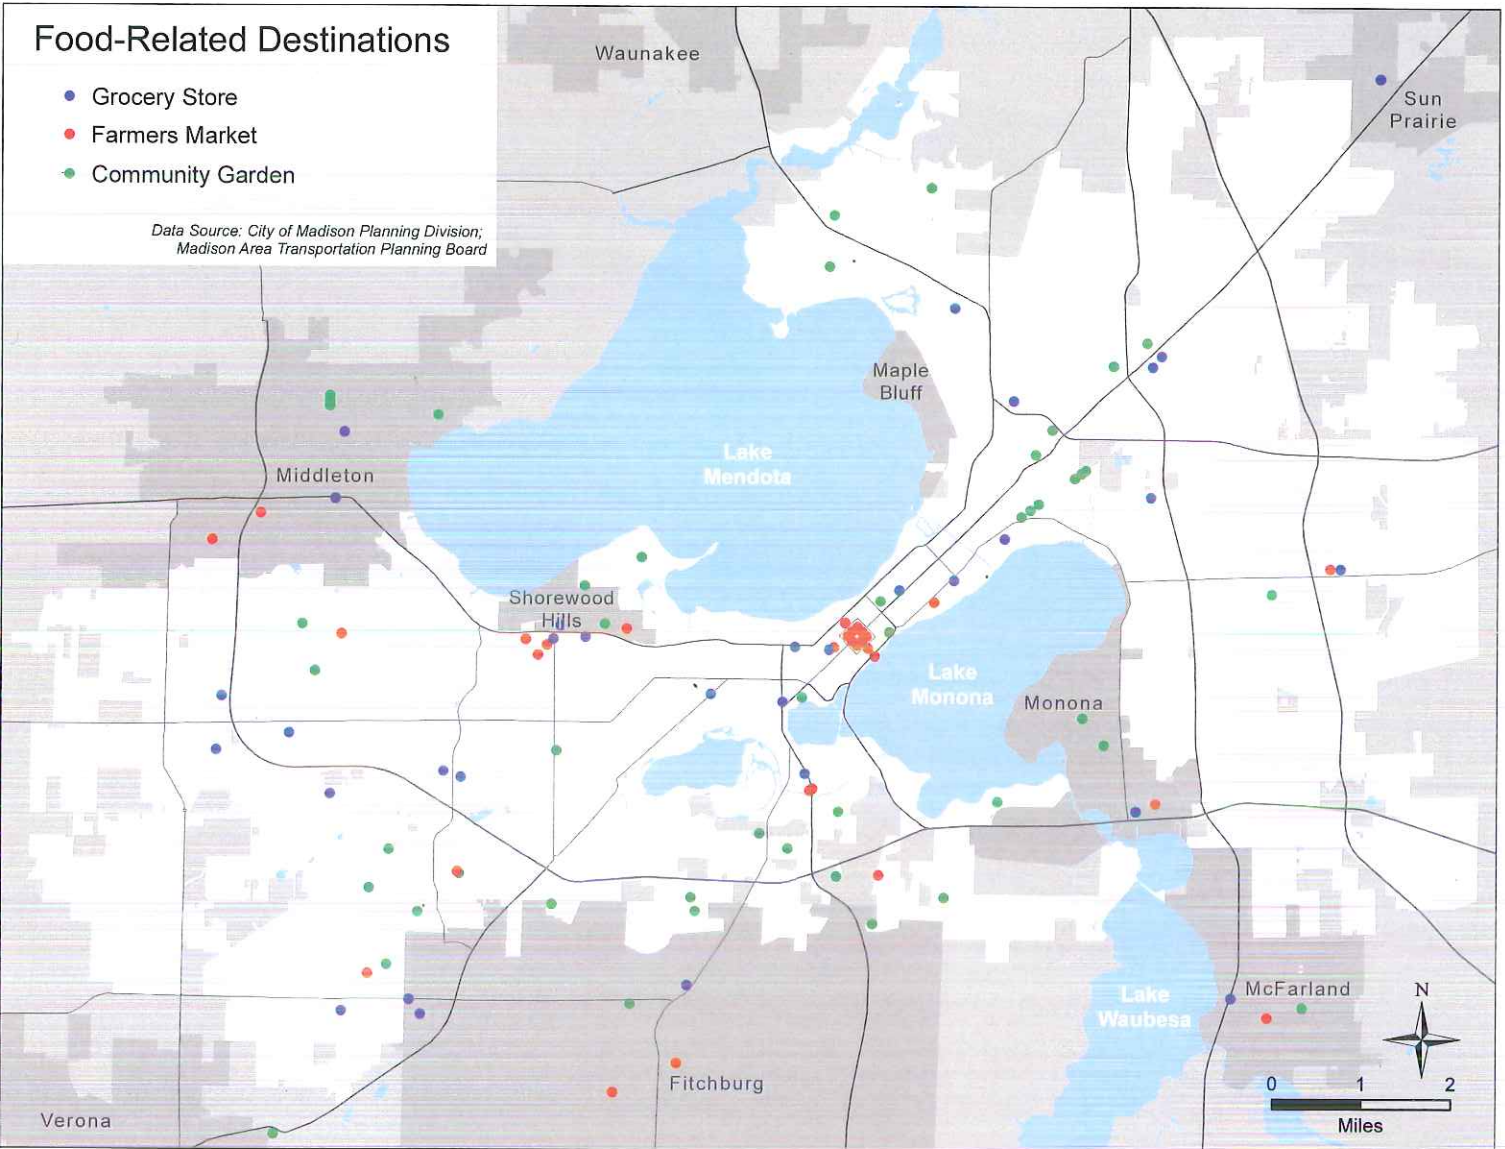 Food-Related Destinations
Grocery Store
Farmers Market
Community Garden
Data Source: City of Madison Planning Division;
Madison Area Transportation Planning Board
Waunakee
Sun
Prairie
Maple
Bluff
Lake
Mendota
Middleton
Shorewood
Hills
Lake
Monona
Monona
Lake
Waubesa
McFarland
N
Fitchburg
Verona
0 1 2
Miles